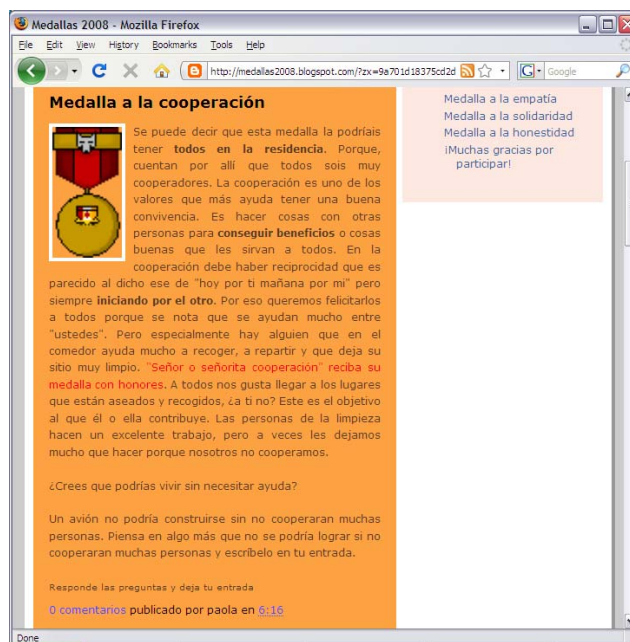 Medallas 2008 - Mozilla Firefox
File Edit View History Bookmarks Tools Help
http://medallas2008.blogspot.com/?zx=9a701d18375cd2d
G Google
Medalla a la cooperación
Se puede decir que esta medalla la podríais
tener todos en la residencia. Porque,
cuentan por allí que todos sois muy
cooperadores. La cooperación es uno de los
valores que más ayuda tener una buena
convivencia. Es hacer cosas con otras
personas para conseguir beneficios o cosas
buenas que les sirvan a todos. En la
cooperación debe haber reciprocidad que es
parecido al dicho ese de "hoy por ti mañana por mi" pero
siempre iniciando por el otro. Por eso queremos felicitarlos
a todos porque se nota que se ayudan mucho entre
"ustedes". Pero especialmente hay alguien que en el
comedor ayuda mucho a recoger, a repartir y que deja su
sitio muy limpio. "Señor o señorita cooperación" reciba su
medalla con honores. A todos nos gusta llegar a los lugares
que están aseados y recogidos, ¿a ti no? Este es el objetivo
al que él o ella contribuye. Las personas de la limpieza
hacen un excelente trabajo, pero a veces les dejamos
mucho que hacer porque nosotros no cooperamos.
¿Crees que podrías vivir sin necesitar ayuda?
Un avión no podría construirse sin no cooperaran muchas
personas. Piensa en algo más que no se podría lograr si no
cooperaran muchas personas y escríbelo en tu entrada.
Responde las preguntas y deja tu entrada
0 comentarios publicado por paola en 6:16
Medalla a la empatía
Medalla a la solidaridad
Medalla a la honestidad
¡Muchas gracias por
participar!
Done